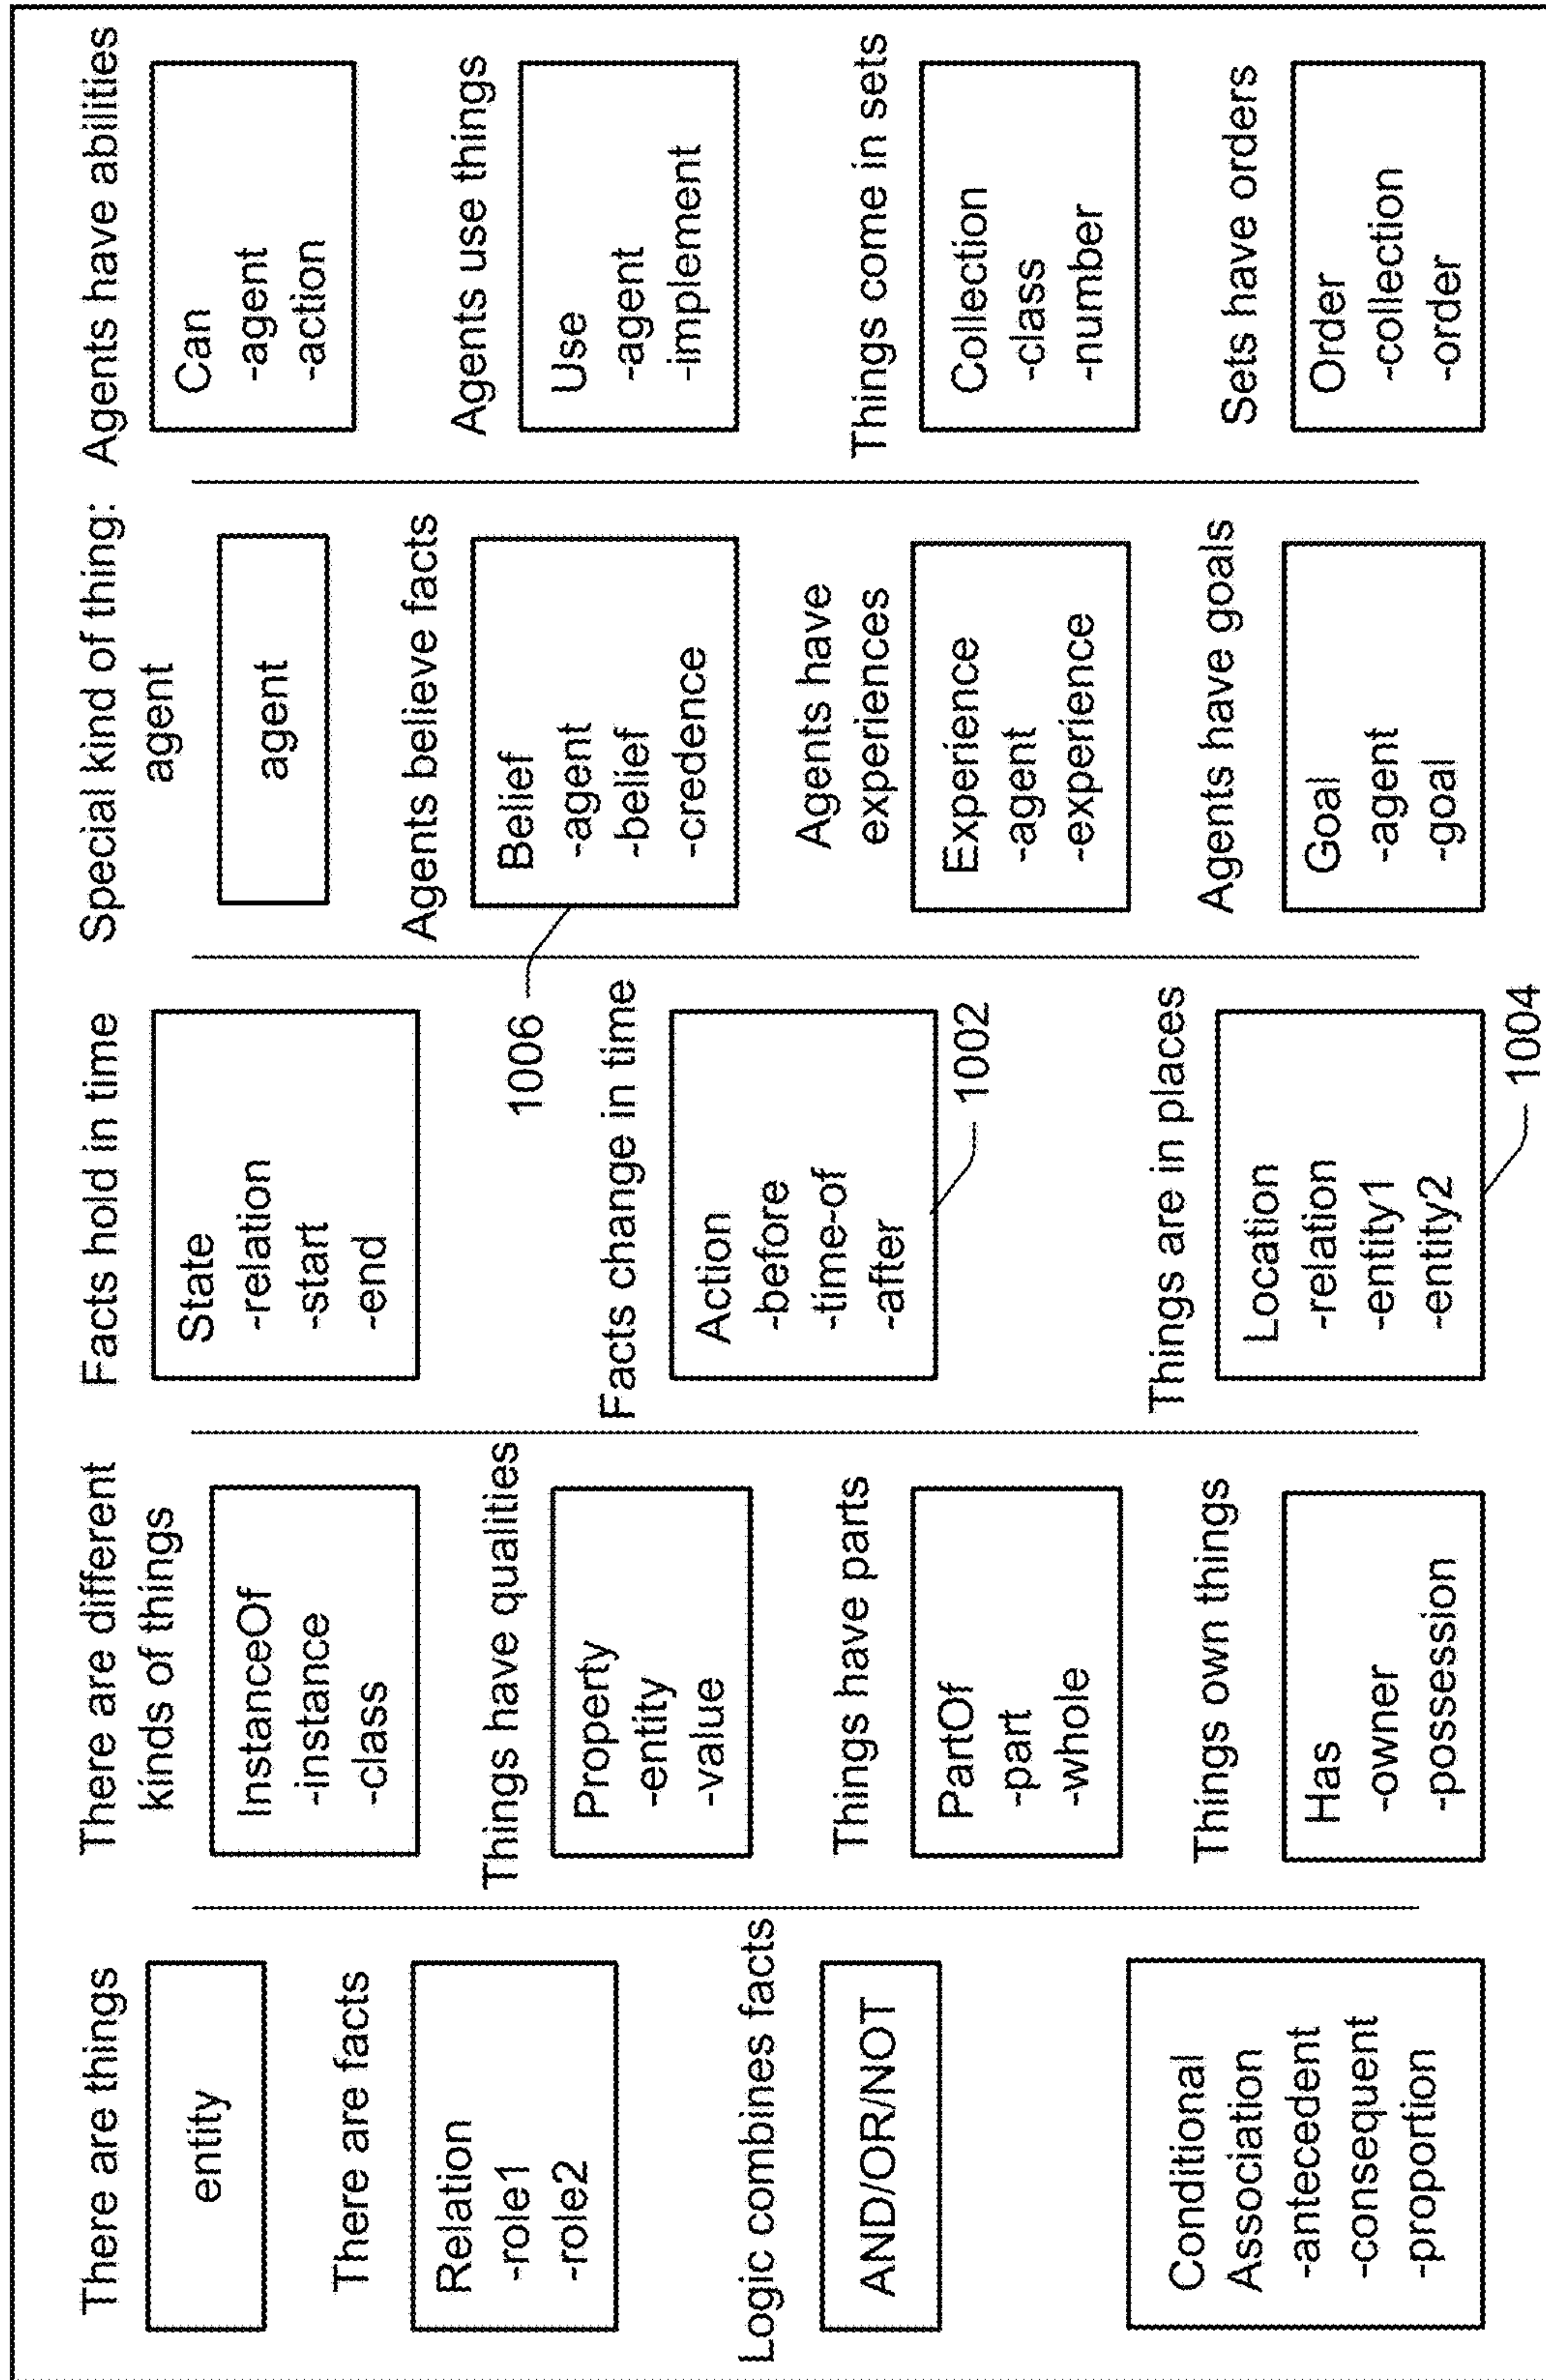 There are things
entity
There are facts
Relation
-role1
-role2
Logic combines facts
AND/OR/NOT
Conditional
Association
-antecedent
-consequent
-proportion
There are different
kinds of things
InstanceOf
-instance
-class
Things have qualities
Property
-entity
-value
Things have parts
PartOf
-part
-whole
Things own things
Has
-owner
-possession
Facts hold in time
State
-relation
-start
-end
1006
Facts change in time
Action
-before
-time-of
-after
1002
Things are in places
Location
-relation
-entity1
-entity2
1004
Special kind of thing:
agent
agent
Agents believe facts
Belief
-agent
-belief
-credence
Agents have
experiences
Experience
-agent
-experience
Agents have goals
Goal
-agent
-goal
Agents have abilities
Can
-agent
-action
Agents use things
Use
-agent
-implement
Things come in sets
Collection
-class
-number
Sets have orders
Order
-collection
-order